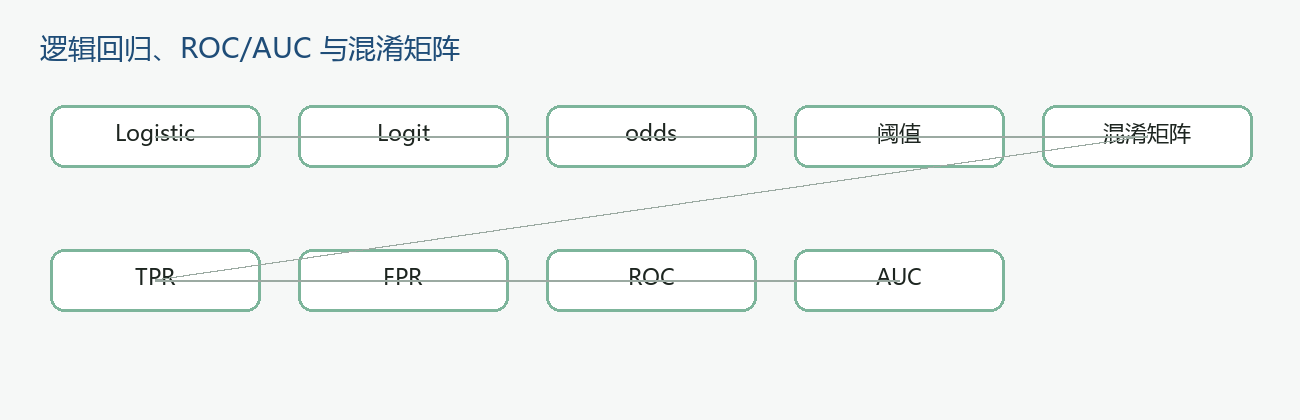 逻辑回归、ROC/AUC 与混淆矩阵
Logistic
Logit
odds
阈值
混淆矩阵
TPR
FPR
ROC
AUC